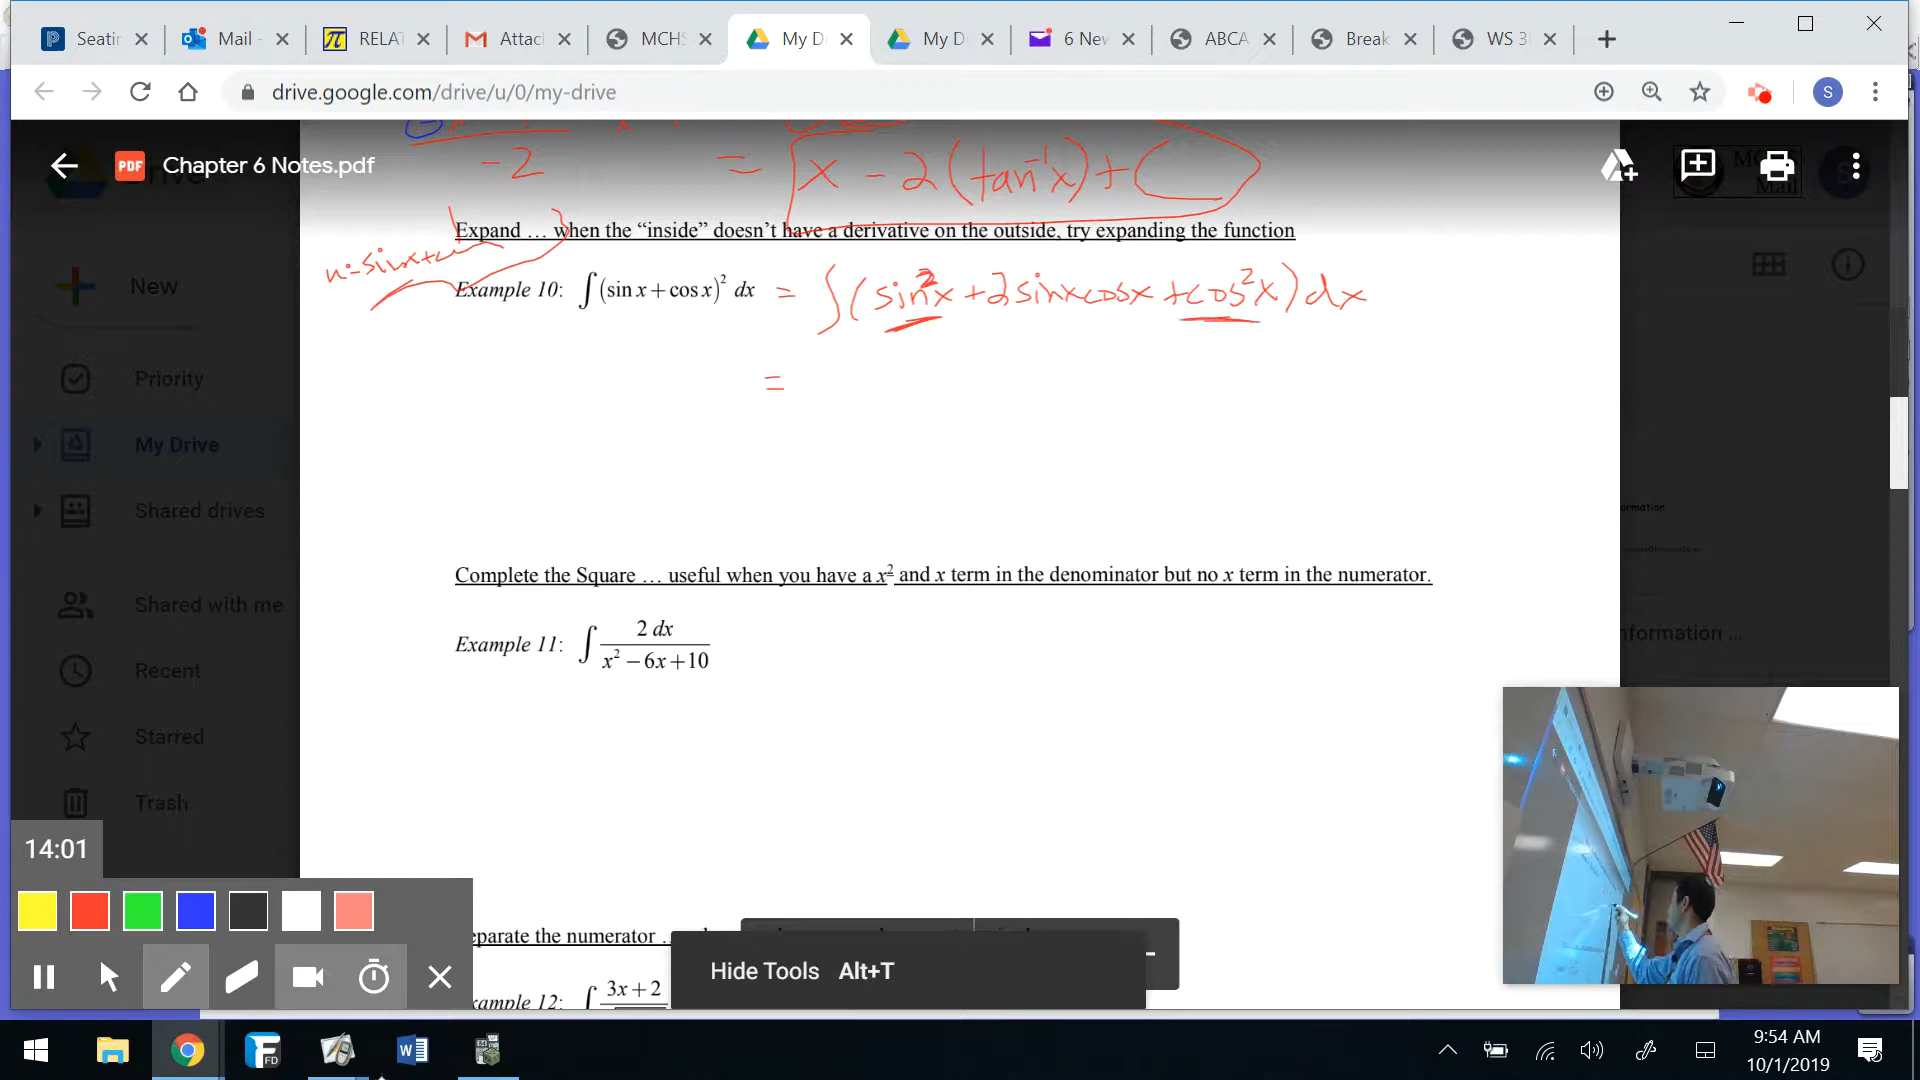 Seatin
Mail -
RELAT
Attac
MCHS
My D
My D
6 New
ABCA
Break
WS 3
drive.google.com/drive/u/0/my-drive
S
PDF Chapter 6 Notes.pdf
-2
= x - 2(tan⁻¹x) +
Expand … when the “inside” doesn’t have a derivative on the outside, try expanding the function
Example 10: ∫(sin x + cos x)² dx = ∫(sin²x + 2sinxcosx + cos²x)dx
=
New
Priority
My Drive
Shared drives
Shared with me
Recent
Starred
Trash
Complete the Square … useful when you have a x² and x term in the denominator but no x term in the numerator.
Example 11: ∫ 2 dx / x² – 6x + 10
14:01
eparate the numerator …
xample 12: ∫ 3x + 2
Hide Tools Alt+T
ormation
nformation ...
9:54 AM
10/1/2019